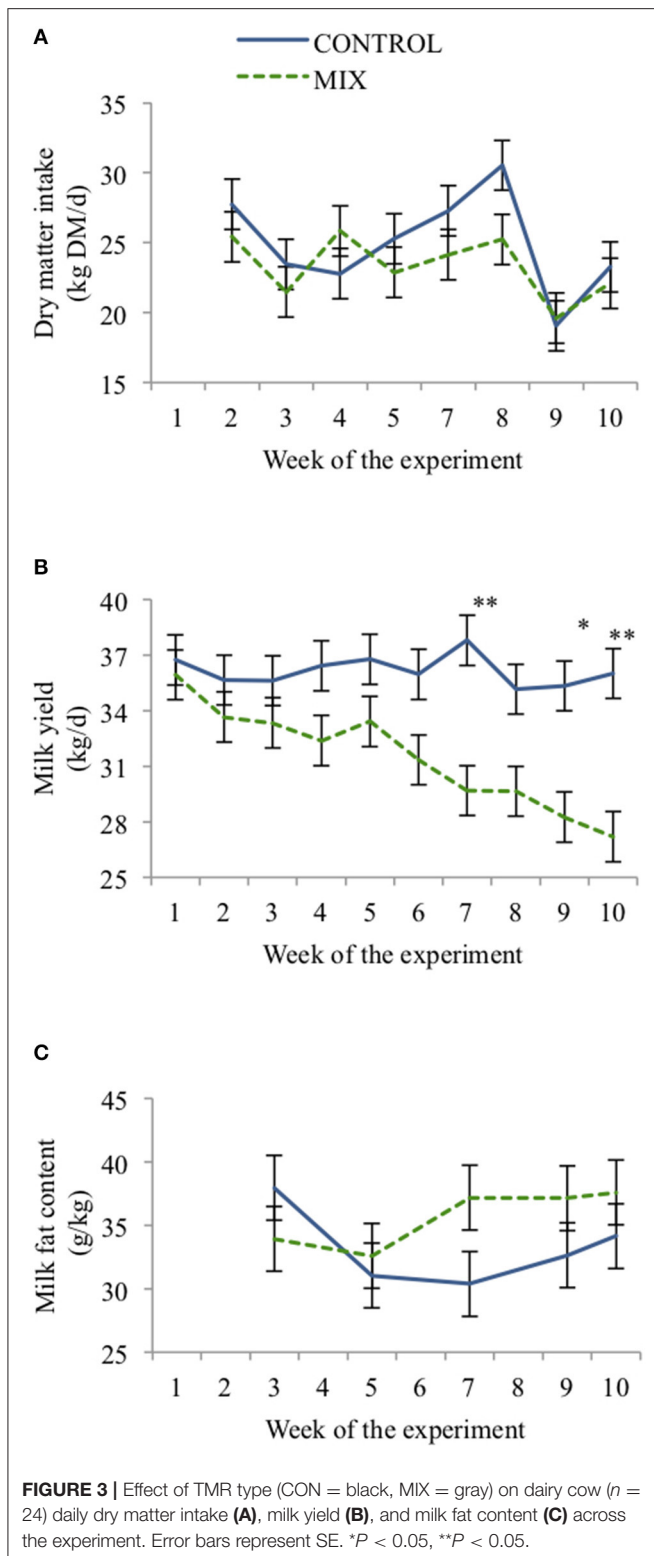 A
CONTROL
MIX
35
30
25
20
15
Dry matter intake
(kg DM/d)
1 2 3 4 5 7 8 9 10
Week of the experiment
B
40
37
34
31
28
25
Milk yield
(kg/d)
** * **
1 2 3 4 5 6 7 8 9 10
Week of the experiment
C
45
40
35
30
25
Milk fat content
(g/kg)
1 2 3 4 5 6 7 8 9 10
Week of the experiment
FIGURE 3 | Effect of TMR type (CON = black, MIX = gray) on dairy cow (n =
24) daily dry matter intake (A), milk yield (B), and milk fat content (C) across
the experiment. Error bars represent SE. *P < 0.05, **P < 0.05.